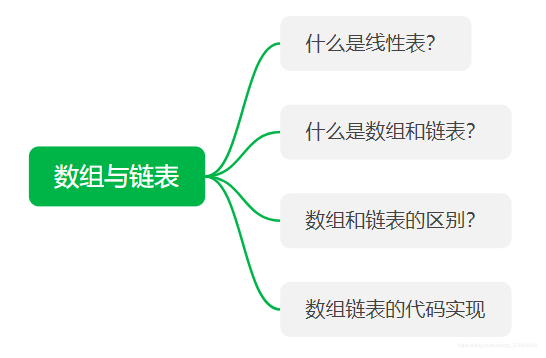 什么是线性表？
什么是数组和链表？
数组与链表
数组和链表的区别？
数组链表的代码实现